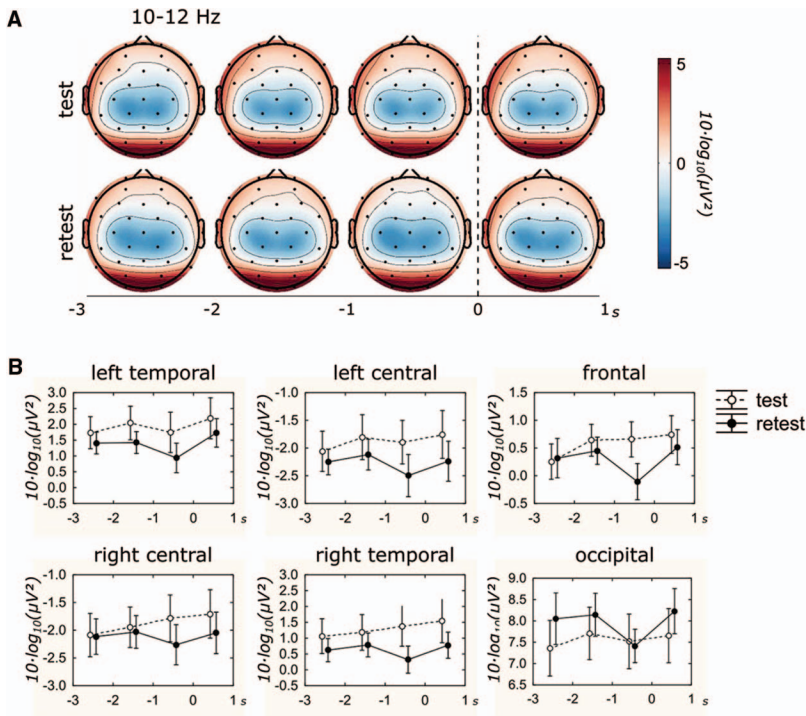 A
10-12 Hz
test
retest
-3 -2 -1 0 1 s
5
0
-5
10·log10(µV²)
B
left temporal
10·log10(µV²)
3.0
2.5
2.0
1.5
1.0
0.5
0.0
-0.5
-3 -2 -1 0 1 s
left central
10·log10(µV²)
-1.0
-1.5
-2.0
-2.5
-3.0
-3 -2 -1 0 1 s
frontal
10·log10(µV²)
1.5
1.0
0.5
0.0
-0.5
-3 -2 -1 0 1 s
test
retest
right central
10·log10(µV²)
-1.0
-1.5
-2.0
-2.5
-3.0
-3 -2 -1 0 1 s
right temporal
10·log10(µV²)
3.0
2.5
2.0
1.5
1.0
0.5
0.0
-0.5
-3 -2 -1 0 1 s
occipital
(µV²)
9.0
8.5
8.0
7.5
7.0
6.5
-3 -2 -1 0 1 s